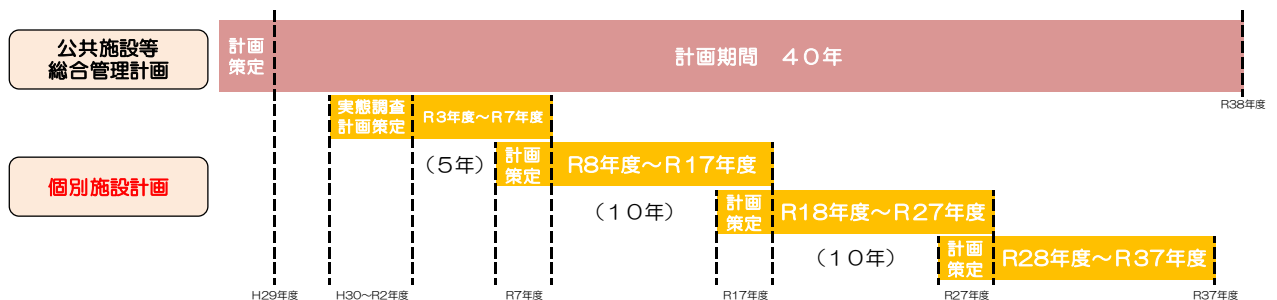 公共施設等
総合管理計画
計画
策定
計画期間　４０年
R38年度
実態調査
計画策定
R3年度～R7年度
（５年）
計画
策定
R8年度～R17年度
個別施設計画
（１０年）
計画
策定
R18年度～R27年度
（１０年）
計画
策定
R28年度～R37年度
H29年度
H30～R2年度
R7年度
R17年度
R27年度
R37年度